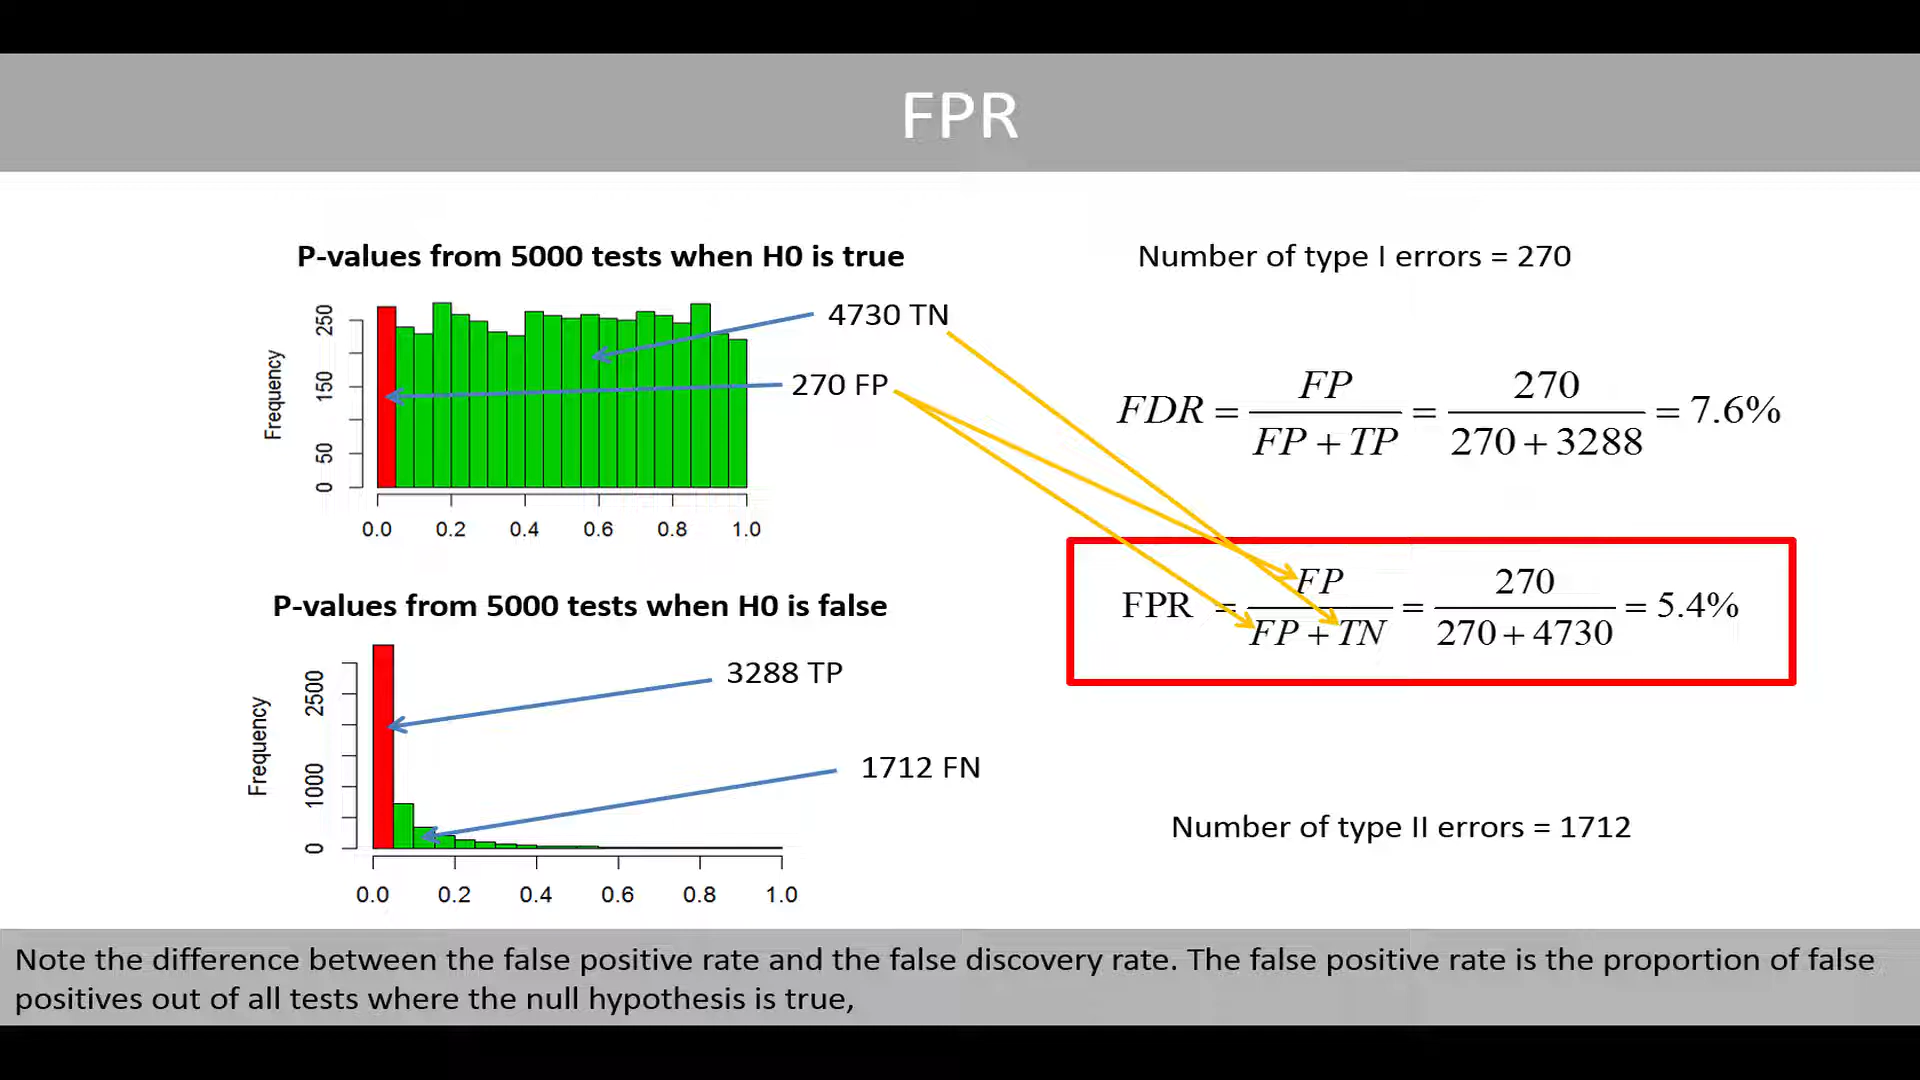 FPR
P-values from 5000 tests when H0 is true
Frequency
0 50 150 250
0.0 0.2 0.4 0.6 0.8 1.0
4730 TN
270 FP
Number of type I errors = 270
FDR = FP / FP + TP = 270 / 270 + 3288 = 7.6%
FPR = FP / FP + TN = 270 / 270 + 4730 = 5.4%
P-values from 5000 tests when H0 is false
Frequency
0 1000 2500
0.0 0.2 0.4 0.6 0.8 1.0
3288 TP
1712 FN
Number of type II errors = 1712
Note the difference between the false positive rate and the false discovery rate. The false positive rate is the proportion of false
positives out of all tests where the null hypothesis is true,